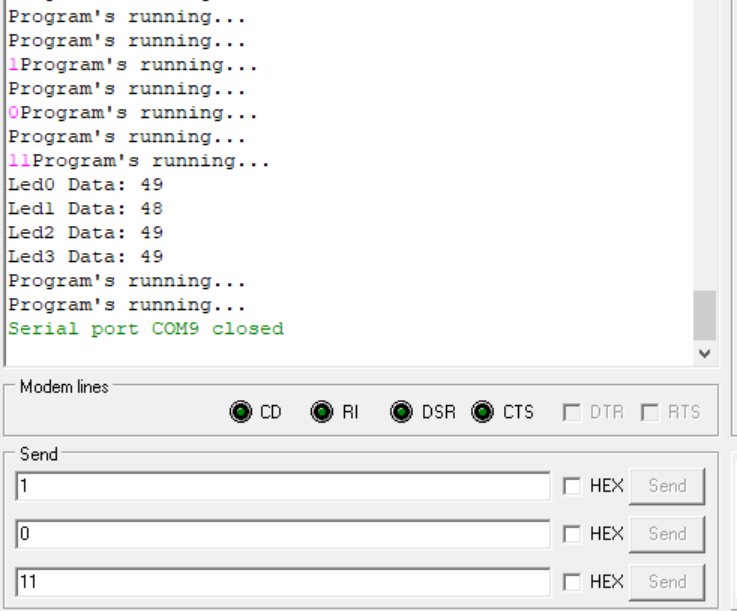 Program's running...
Program's running...
1Program's running...
Program's running...
0Program's running...
Program's running...
11Program's running...
Led0 Data: 49
Led1 Data: 48
Led2 Data: 49
Led3 Data: 49
Program's running...
Program's running...
Serial port COM9 closed
Modem lines
CD RI DSR CTS DTR RTS
Send
1 HEX Send
0 HEX Send
11 HEX Send